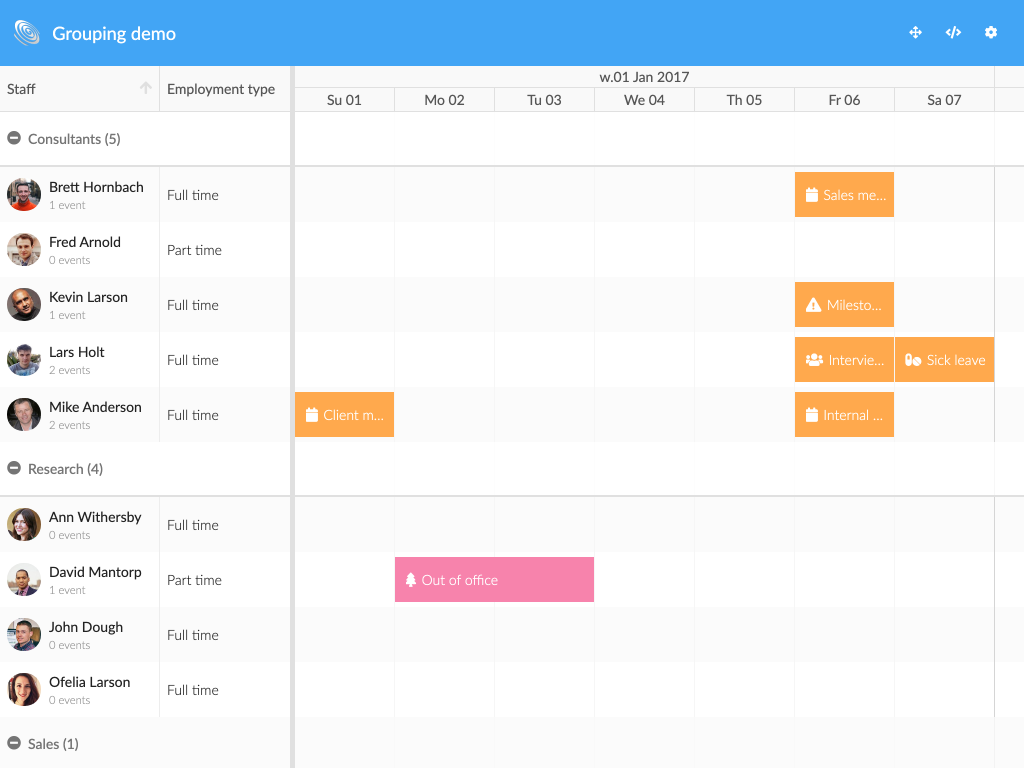 Grouping demo
Staff
Employment type
w.01 Jan 2017
Su 01
Mo 02
Tu 03
We 04
Th 05
Fr 06
Sa 07
Consultants (5)
Brett Hornbach
1 event
Full time
Sales me...
Fred Arnold
0 events
Part time
Kevin Larson
1 event
Full time
Milesto...
Lars Holt
2 events
Full time
Intervie...
Sick leave
Mike Anderson
2 events
Full time
Client m...
Internal ...
Research (4)
Ann Withersby
0 events
Full time
David Mantorp
1 event
Part time
Out of office
John Dough
0 events
Full time
Ofelia Larson
0 events
Full time
Sales (1)